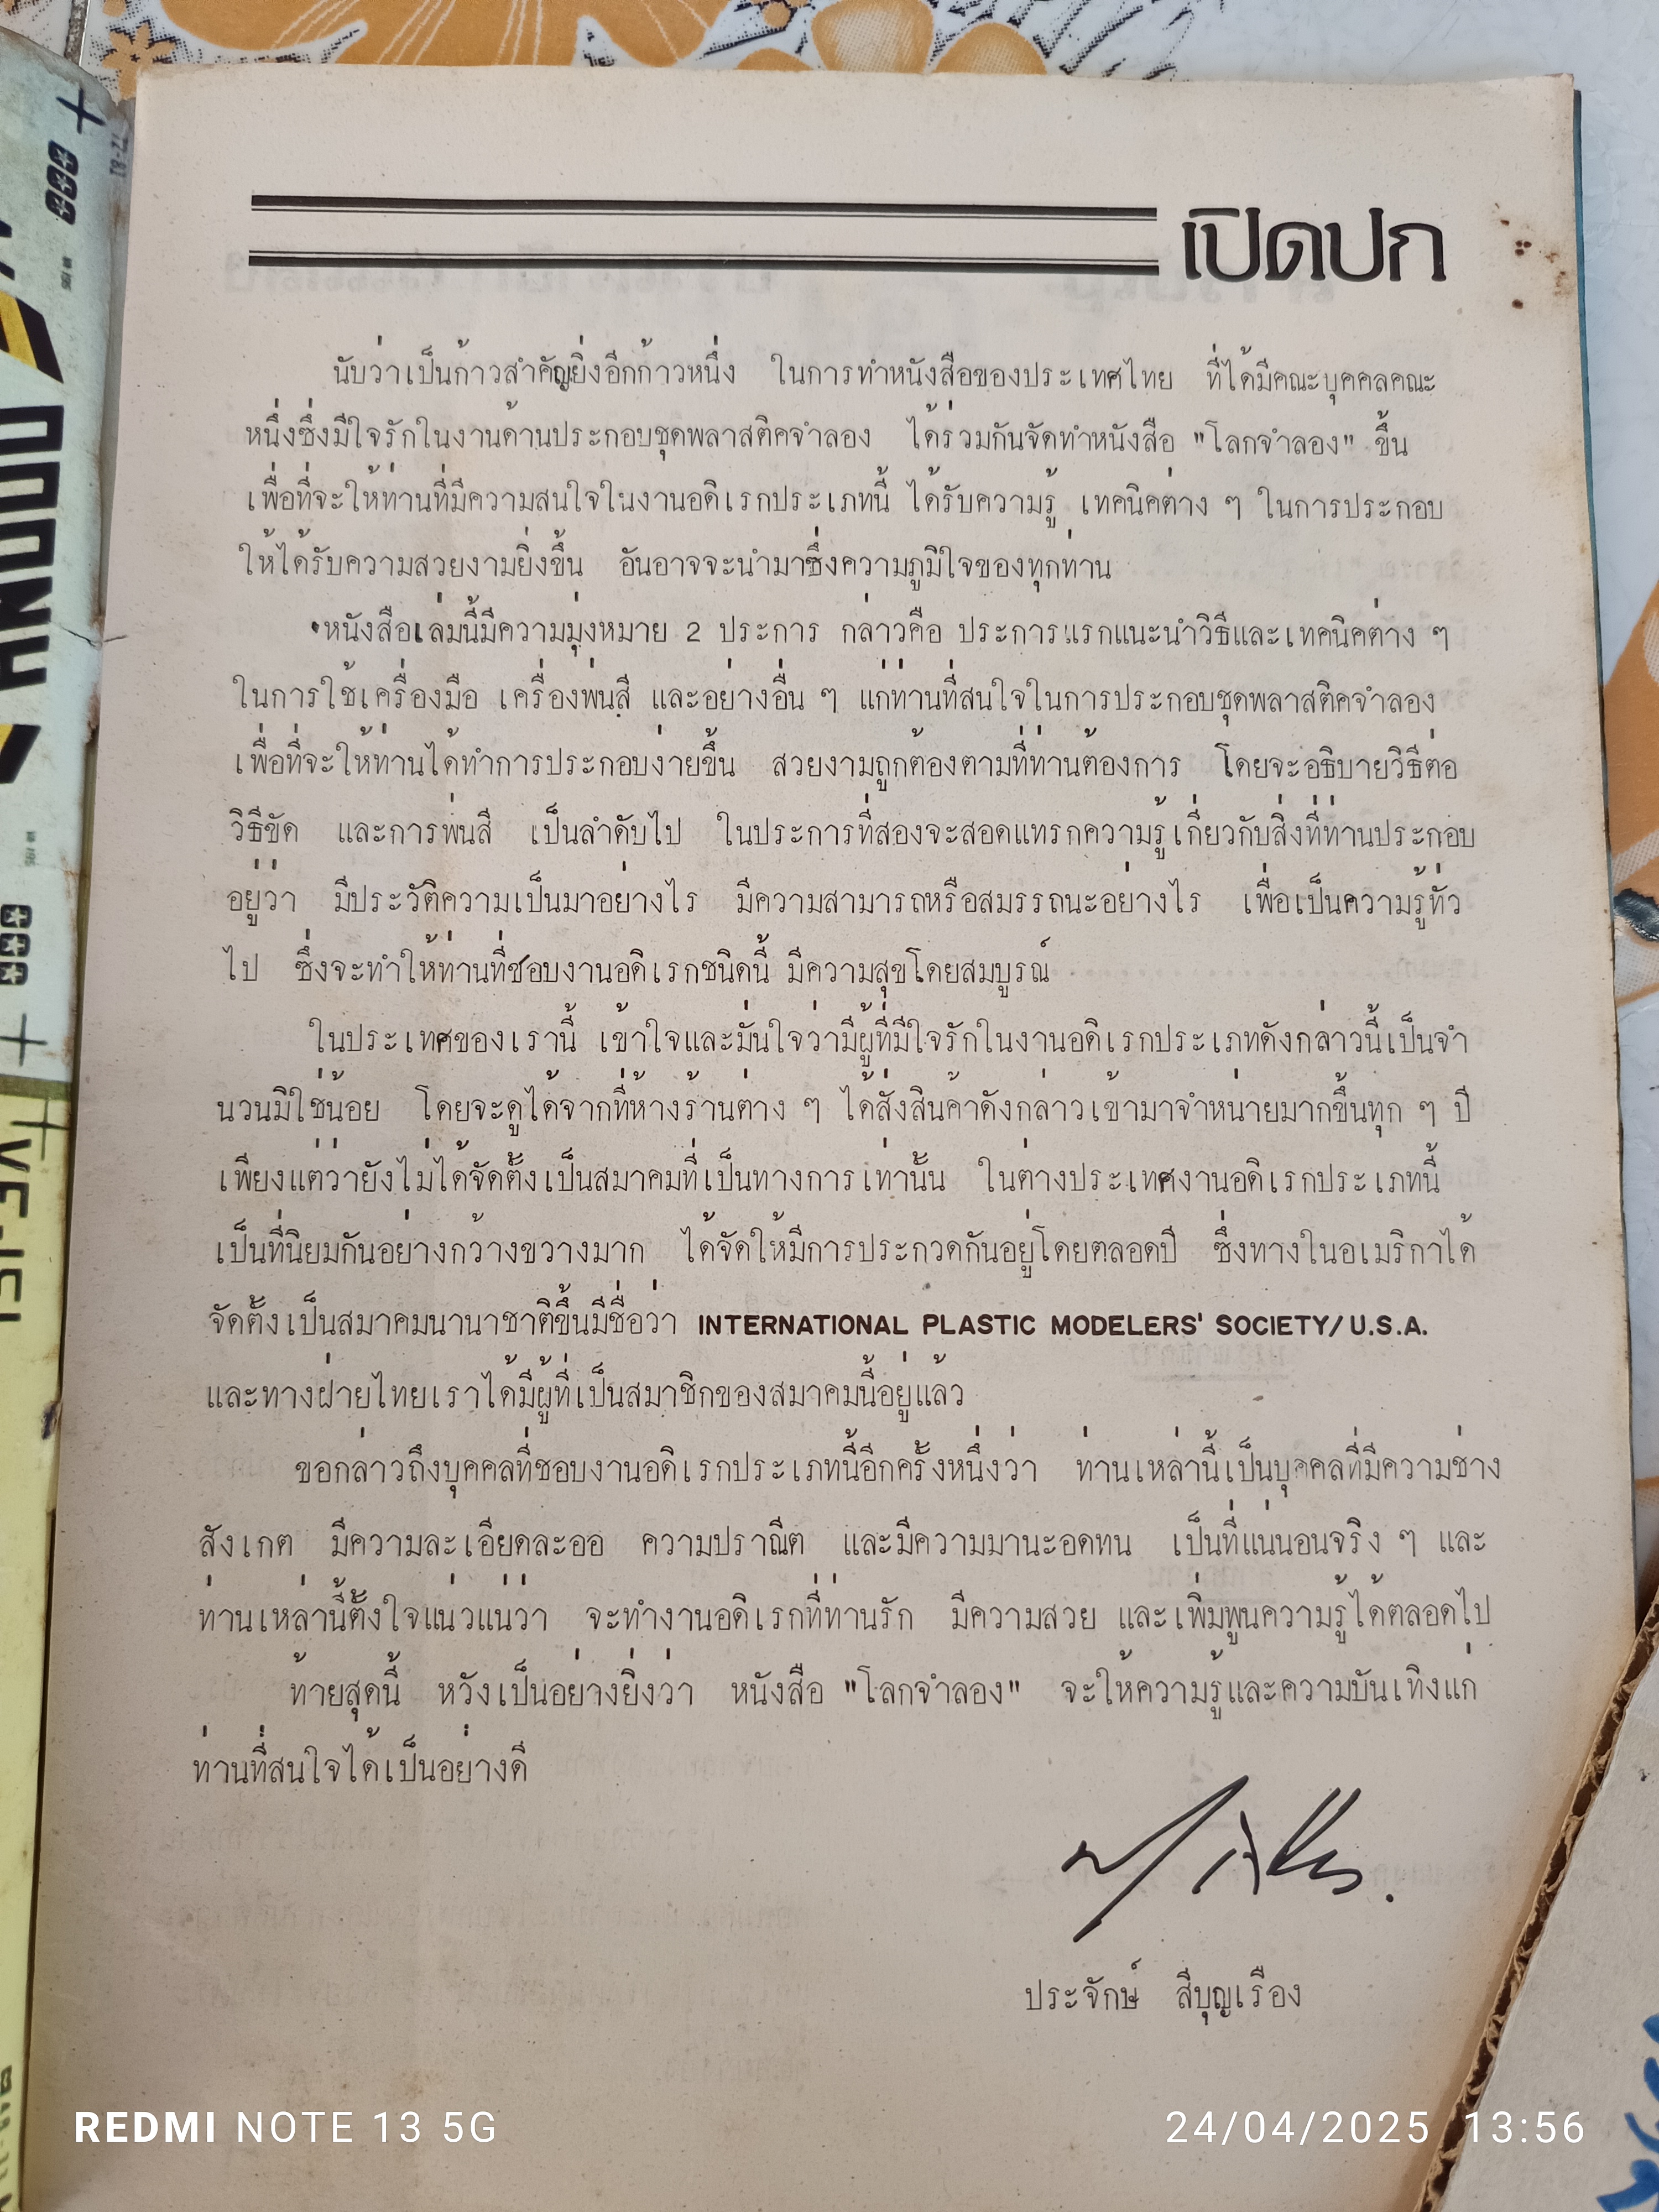 เปิดปก
นับว่าเป็นก้าวสำคัญยิ่งอีกก้าวหนึ่ง ในการทำหนังสือของประเทศไทย ที่ได้มีคณะบุคคลคณะ
หนึ่งซึ่งมีใจรักในงานด้านประกอบชุดพลาสติคจำลอง ได้ร่วมกันจัดทำหนังสือ "โลกจำลอง" ขึ้น
เพื่อที่จะให้ท่านที่มีความสนใจในงานอดิเรกประเภทนี้ ได้รับความรู้ เทคนิคต่าง ๆ ในการประกอบ
ให้ได้รับความสวยงามยิ่งขึ้น อันอาจจะนำมาซึ่งความภูมิใจของทุกท่าน
หนังสือเล่มนี้มีความมุ่งหมาย 2 ประการ กล่าวคือ ประการแรกแนะนำวิธีและเทคนิคต่าง ๆ
ในการใช้เครื่องมือ เครื่องพ่นสี และอย่างอื่น ๆ แก่ท่านที่สนใจในการประกอบชุดพลาสติคจำลอง
เพื่อที่จะให้ท่านได้ทำการประกอบง่ายขึ้น สวยงามถูกต้องตามที่ท่านต้องการ โดยจะอธิบายวิธีต่อ
วิธีขัด และการพ่นสี เป็นลำดับไป ในประการที่สองจะสอดแทรกความรู้เกี่ยวกับสิ่งที่ท่านประกอบ
อยู่ว่า มีประวัติความเป็นมาอย่างไร มีความสามารถหรือสมรรถนะอย่างไร เพื่อเป็นความรู้ทั่ว
ไป ซึ่งจะทำให้ท่านที่ชอบงานอดิเรกชนิดนี้ มีความสุขโดยสมบูรณ์
ในประเทศของเรานี้ เข้าใจและมั่นใจว่ามีผู้ที่มีใจรักในงานอดิเรกประเภทดังกล่าวนี้เป็นจำ
นวนมิใช่น้อย โดยจะดูได้จากที่ห้างร้านต่าง ๆ ได้สั่งสินค้าดังกล่าวเข้ามาจำหน่ายมากขึ้นทุก ๆ ปี
เพียงแต่ว่ายังไม่ได้จัดตั้งเป็นสมาคมที่เป็นทางการเท่านั้น ในต่างประเทศงานอดิเรกประเภทนี้
เป็นที่นิยมกันอย่างกว้างขวางมาก ได้จัดให้มีการประกวดกันอยู่โดยตลอดปี ซึ่งทางในอเมริกาได้
จัดตั้งเป็นสมาคมนานาชาติขึ้นมีชื่อว่า INTERNATIONAL PLASTIC MODELERS' SOCIETY/U.S.A.
และทางฝ่ายไทยเราได้มีผู้ที่เป็นสมาชิกของสมาคมนี้อยู่แล้ว
ขอกล่าวถึงบุคคลที่ชอบงานอดิเรกประเภทนี้อีกครั้งหนึ่งว่า ท่านเหล่านี้เป็นบุคคลที่มีความช่าง
สังเกต มีความละเอียดละออ ความปราณีต และมีความมานะอดทน เป็นที่แน่นอนจริง ๆ และ
ท่านเหล่านี้ตั้งใจแน่วแน่ว่า จะทำงานอดิเรกที่ท่านรัก มีความสวย และเพิ่มพูนความรู้ได้ตลอดไป
ท้ายสุดนี้ หวังเป็นอย่างยิ่งว่า หนังสือ "โลกจำลอง" จะให้ความรู้และความบันเทิงแก่
ท่านที่สนใจได้เป็นอย่างดี
ประจักษ์ สีบุญเรือง
REDMI NOTE 13 5G
24/04/2025 13:56